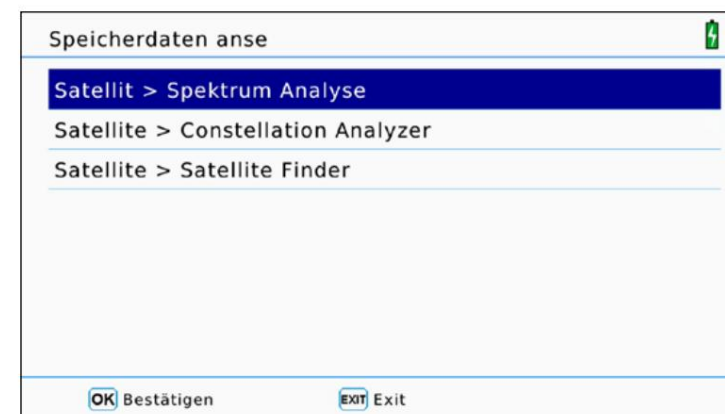 Speicherdaten anse
Satellit > Spektrum Analyse
Satellite > Constellation Analyzer
Satellite > Satellite Finder
OK Bestätigen EXIT Exit